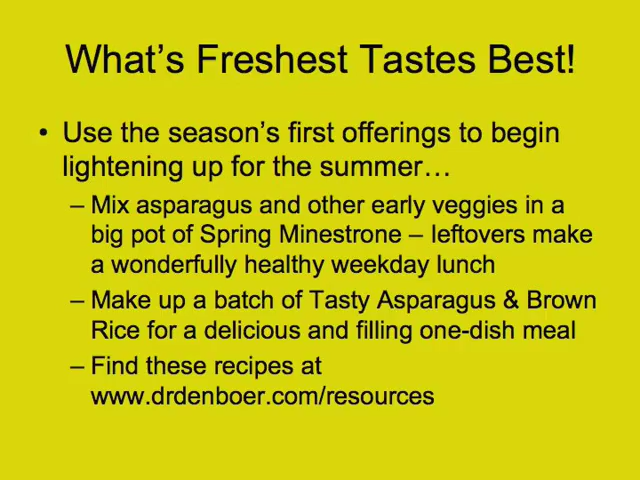 What’s Freshest Tastes Best!
• Use the season’s first offerings to begin
lightening up for the summer…
– Mix asparagus and other early veggies in a
big pot of Spring Minestrone – leftovers make
a wonderfully healthy weekday lunch
– Make up a batch of Tasty Asparagus & Brown
Rice for a delicious and filling one-dish meal
– Find these recipes at
www.drdenboer.com/resources